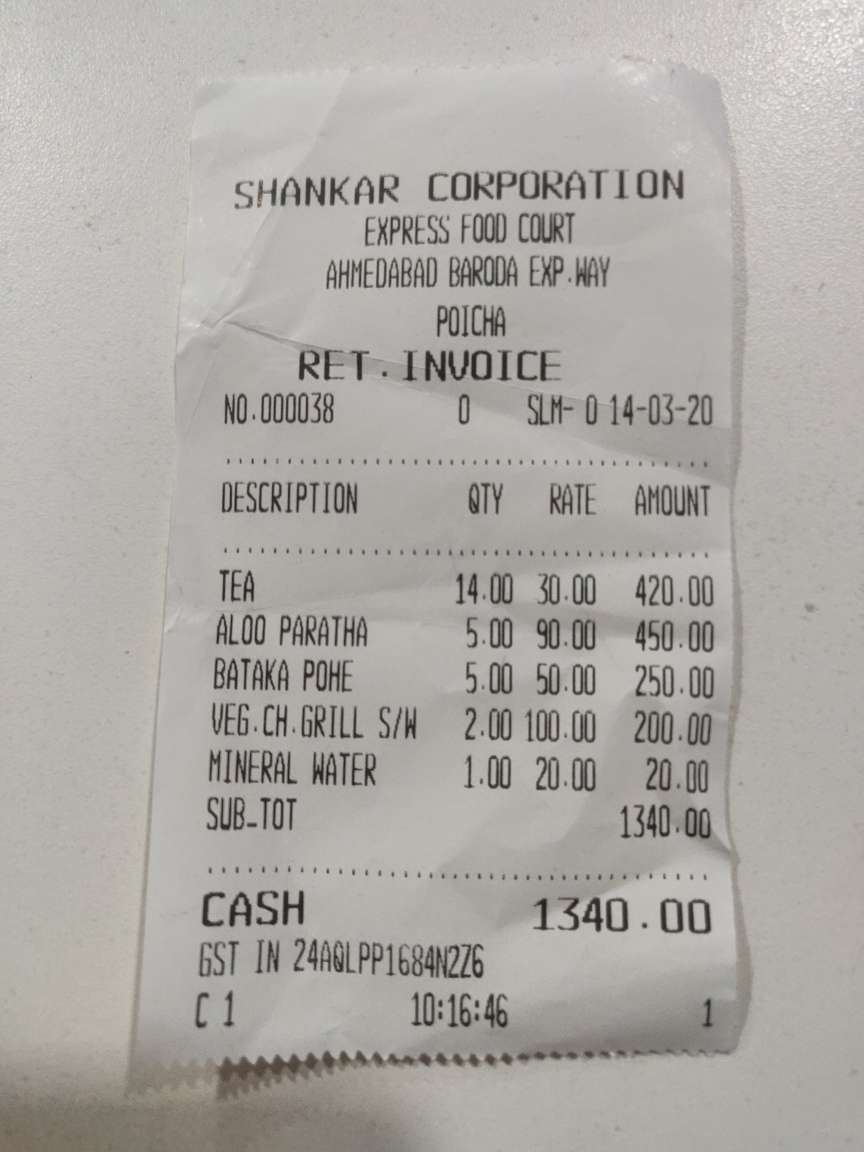 SHANKAR CORPORATION
EXPRESS FOOD COURT
AHMEDABAD BARODA EXP.WAY
POICHA
RET.INVOICE
NO.000038 0 SLM- 0 14-03-20
DESCRIPTION QTY RATE AMOUNT
TEA 14.00 30.00 420.00
ALOO PARATHA 5.00 90.00 450.00
BATAKA POHE 5.00 50.00 250.00
VEG.CH.GRILL S/W 2.00 100.00 200.00
MINERAL WATER 1.00 20.00 20.00
SUB_TOT 1340.00
CASH 1340.00
GST IN 24AQLPP1684N2Z6
C 1 10:16:46 1